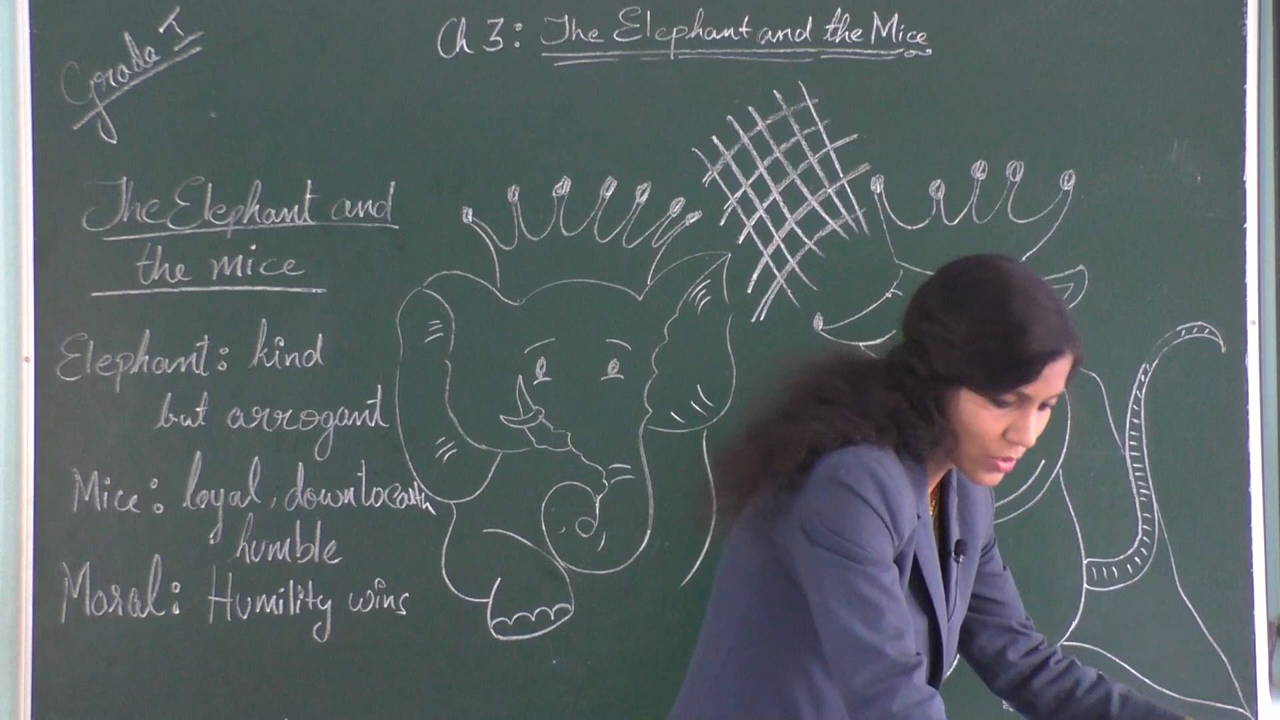 Grade I
Ch 3: The Elephant and the Mice
The Elephant and
the mice
Elephant: kind
but arrogant
Mice: loyal, down to earth
humble
Moral: Humility wins